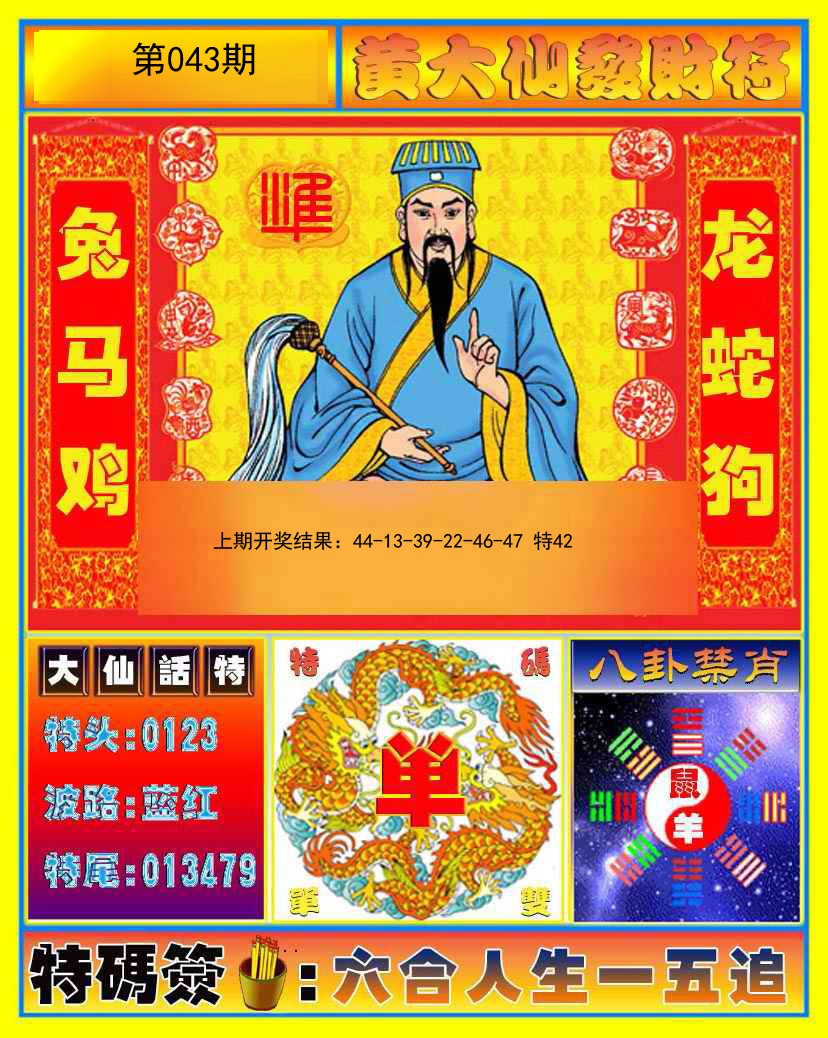 第043期
黃大仙發財符
兔马鸡
龙蛇狗
上期开奖结果：44-13-39-22-46-47 特42
大仙話特
特头:0123
波路:蓝红
特尾:013479
特碼
单
單雙
八卦禁肖
鼠
羊
特碼簽:六合人生一五追